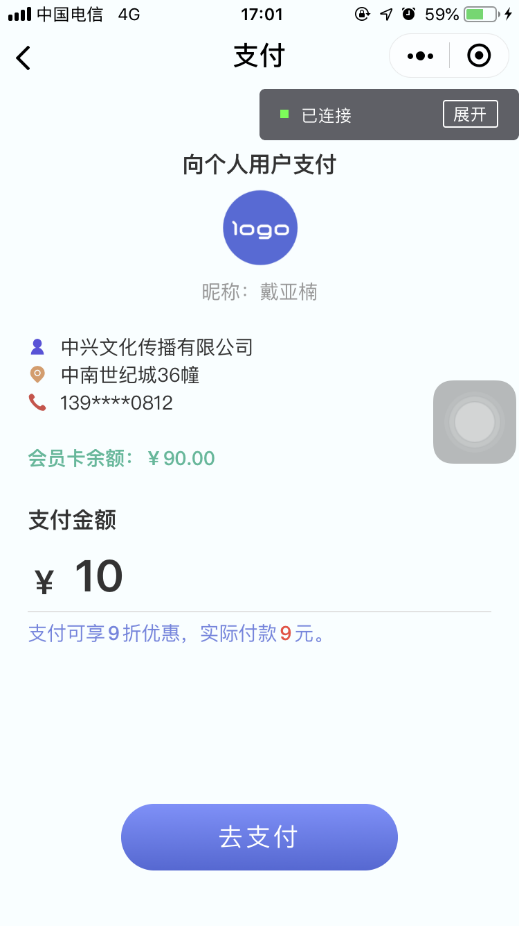 中国电信 4G 17:01 59%
支付
已连接 展开
向个人用户支付
logo
昵称：戴亚楠
中兴文化传播有限公司
中南世纪城36幢
139****0812
会员卡余额：￥90.00
支付金额
￥ 10
支付可享9折优惠，实际付款9元。
去支付